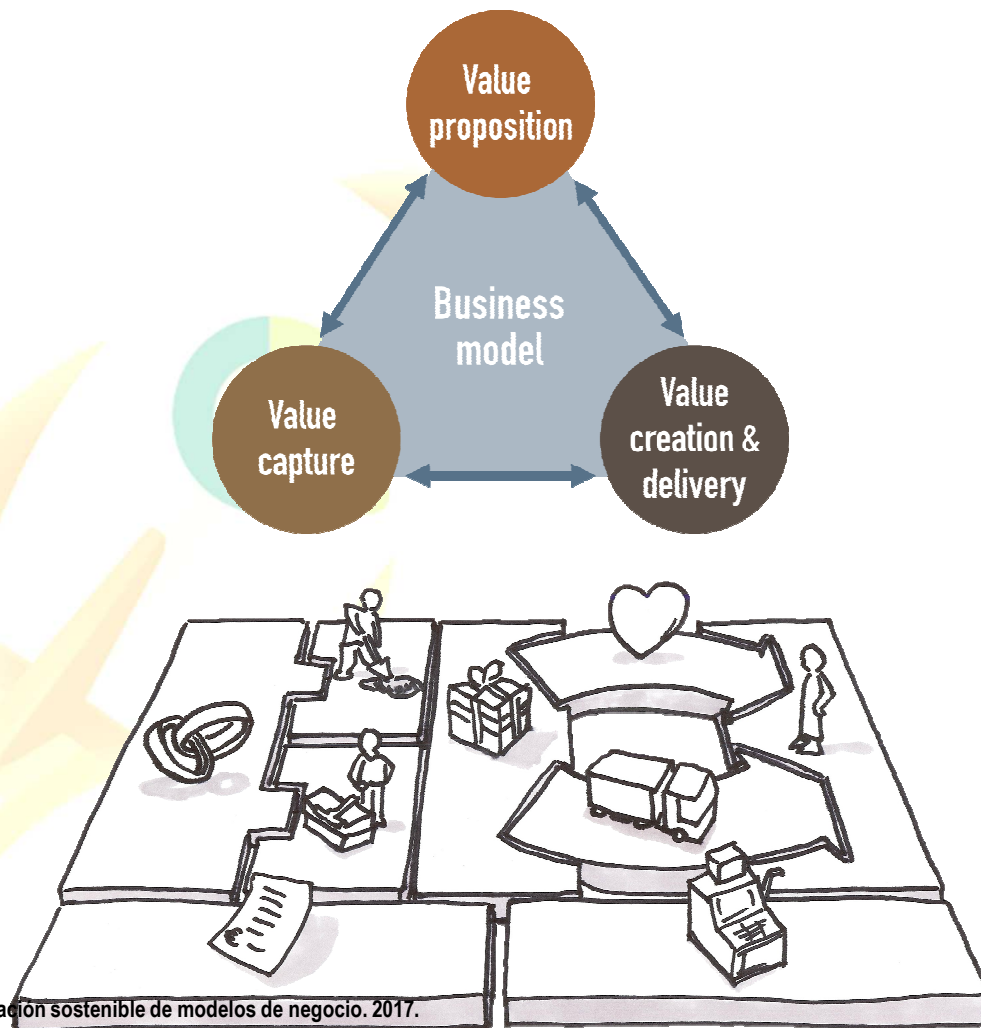 Value
proposition
Business
model
Value
capture
Value
creation &
delivery
ación sostenible de modelos de negocio. 2017.